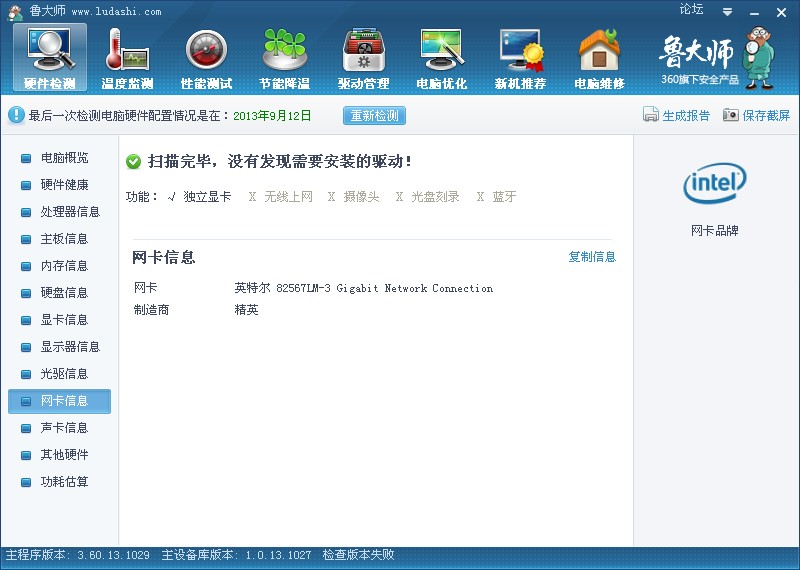 鲁大师 www.ludashi.com 论坛
硬件检测 温度监测 性能测试 节能降温 驱动管理 电脑优化 新机推荐 电脑维修
鲁大师
360旗下安全产品
最后一次检测电脑硬件配置情况是在：2013年9月12日 重新检测 生成报告 保存截屏
电脑概览
硬件健康
处理器信息
主板信息
内存信息
硬盘信息
显卡信息
显示器信息
光驱信息
网卡信息
声卡信息
其他硬件
功耗估算
扫描完毕，没有发现需要安装的驱动！
功能： √ 独立显卡 X 无线上网 X 摄像头 X 光盘刻录 X 蓝牙
网卡信息 复制信息
网卡 英特尔 82567LM-3 Gigabit Network Connection
制造商 精英
intel
网卡品牌
主程序版本: 3.60.13.1029 主设备库版本: 1.0.13.1027 检查版本失败